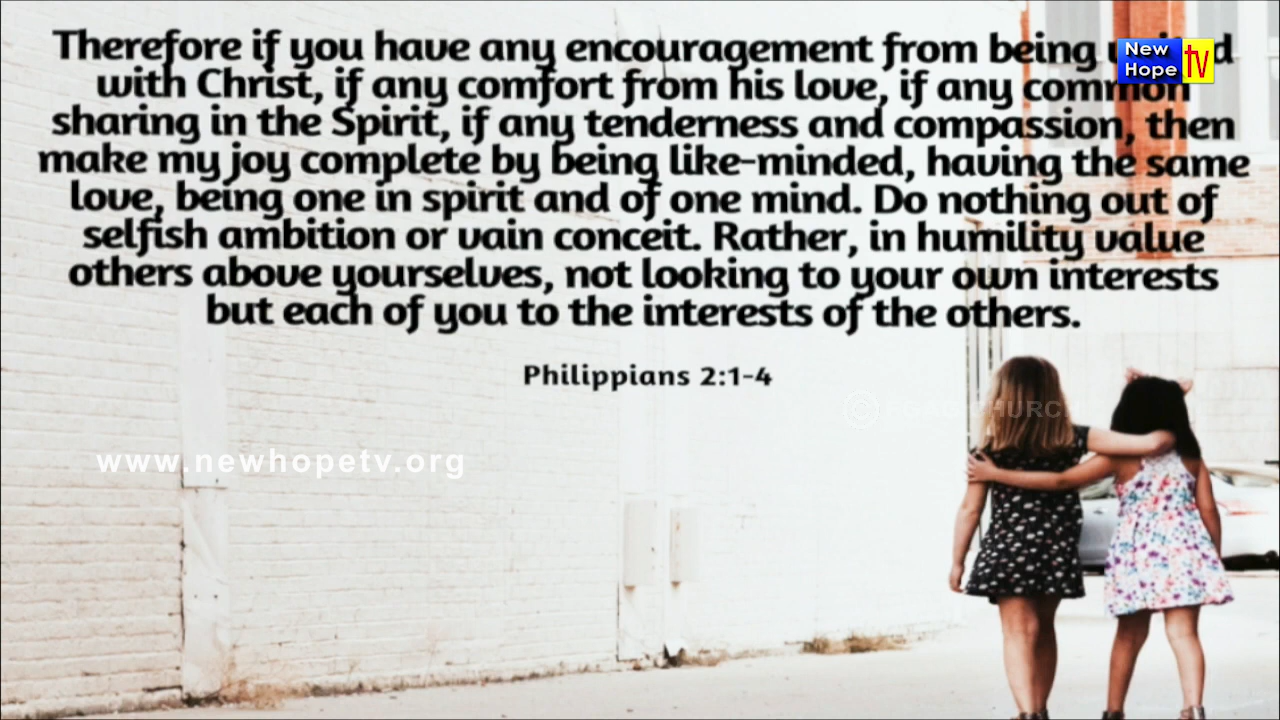 Therefore if you have any encouragement from being
with Christ, if any comfort from his love, if any common
sharing in the Spirit, if any tenderness and compassion, then
make my joy complete by being like-minded, having the same
love, being one in spirit and of one mind. Do nothing out of
selfish ambition or vain conceit. Rather, in humility value
others above yourselves, not looking to your own interests
but each of you to the interests of the others.
Philippians 2:1-4
New
Hope tv
CHURCH
www.newhopetv.org